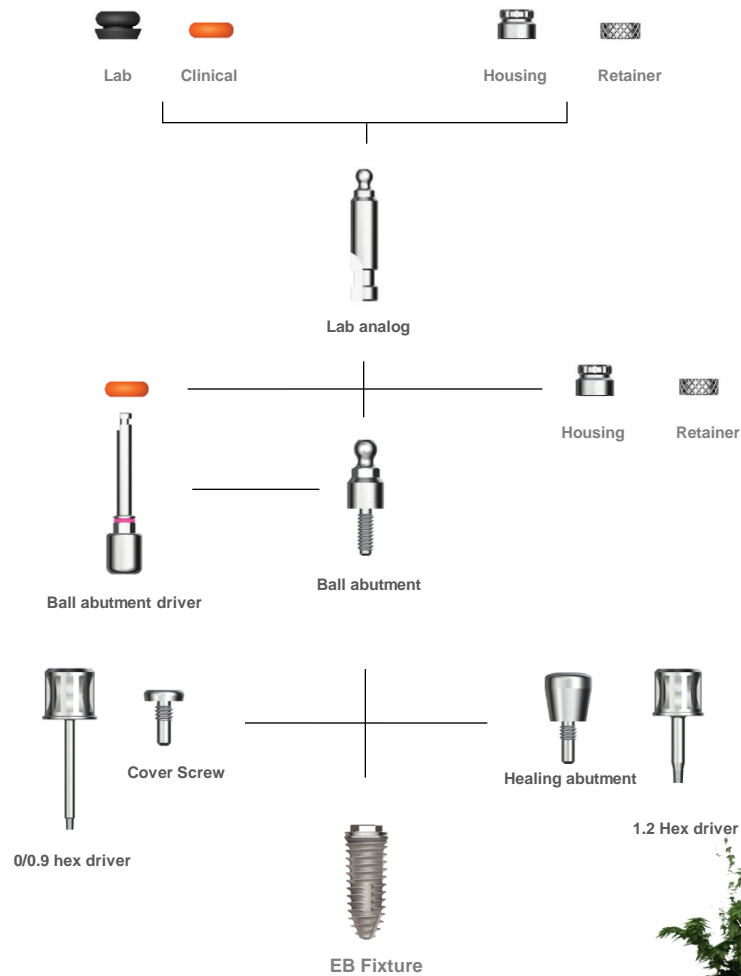 Lab
Clinical
Housing
Retainer
Lab analog
Housing
Retainer
Ball abutment driver
Ball abutment
Cover Screw
Healing abutment
0/0.9 hex driver
1.2 Hex driver
EB Fixture